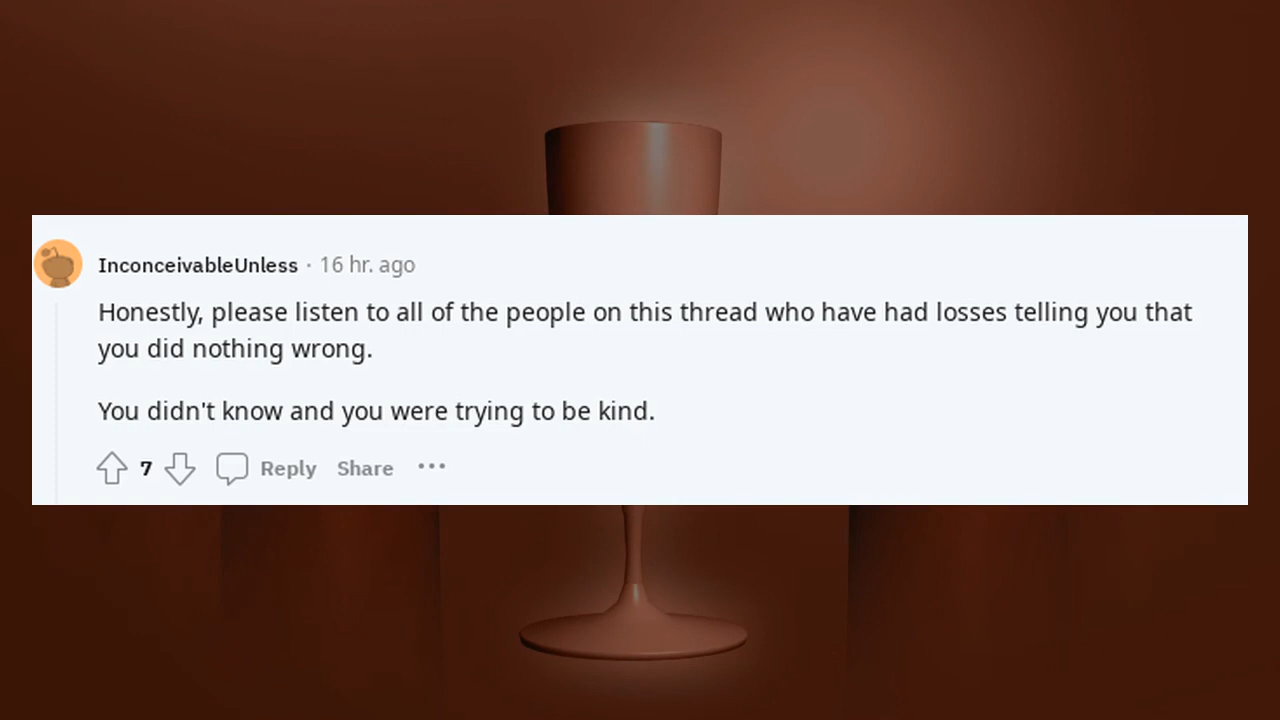 InconceivableUnless · 16 hr. ago
Honestly, please listen to all of the people on this thread who have had losses telling you that
you did nothing wrong.
You didn't know and you were trying to be kind.
7 Reply Share ···